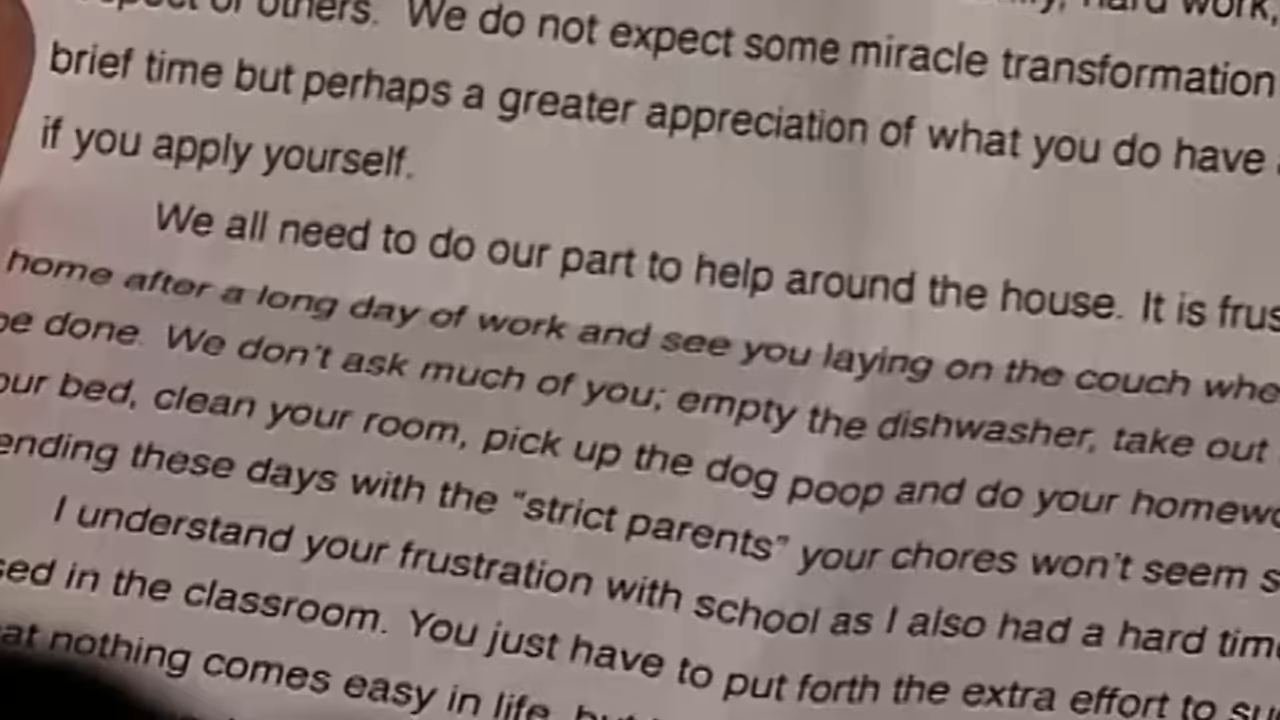 of others. We do not expect some miracle transformation
brief time but perhaps a greater appreciation of what you do have
if you apply yourself.
We all need to do our part to help around the house. It is frus
home after a long day of work and see you laying on the couch whe
be done. We don't ask much of you; empty the dishwasher, take out
our bed, clean your room, pick up the dog poop and do your homewo
ending these days with the "strict parents" your chores won't seem s
I understand your frustration with school as I also had a hard time
sed in the classroom. You just have to put forth the extra effort to su
at nothing comes easy in life,